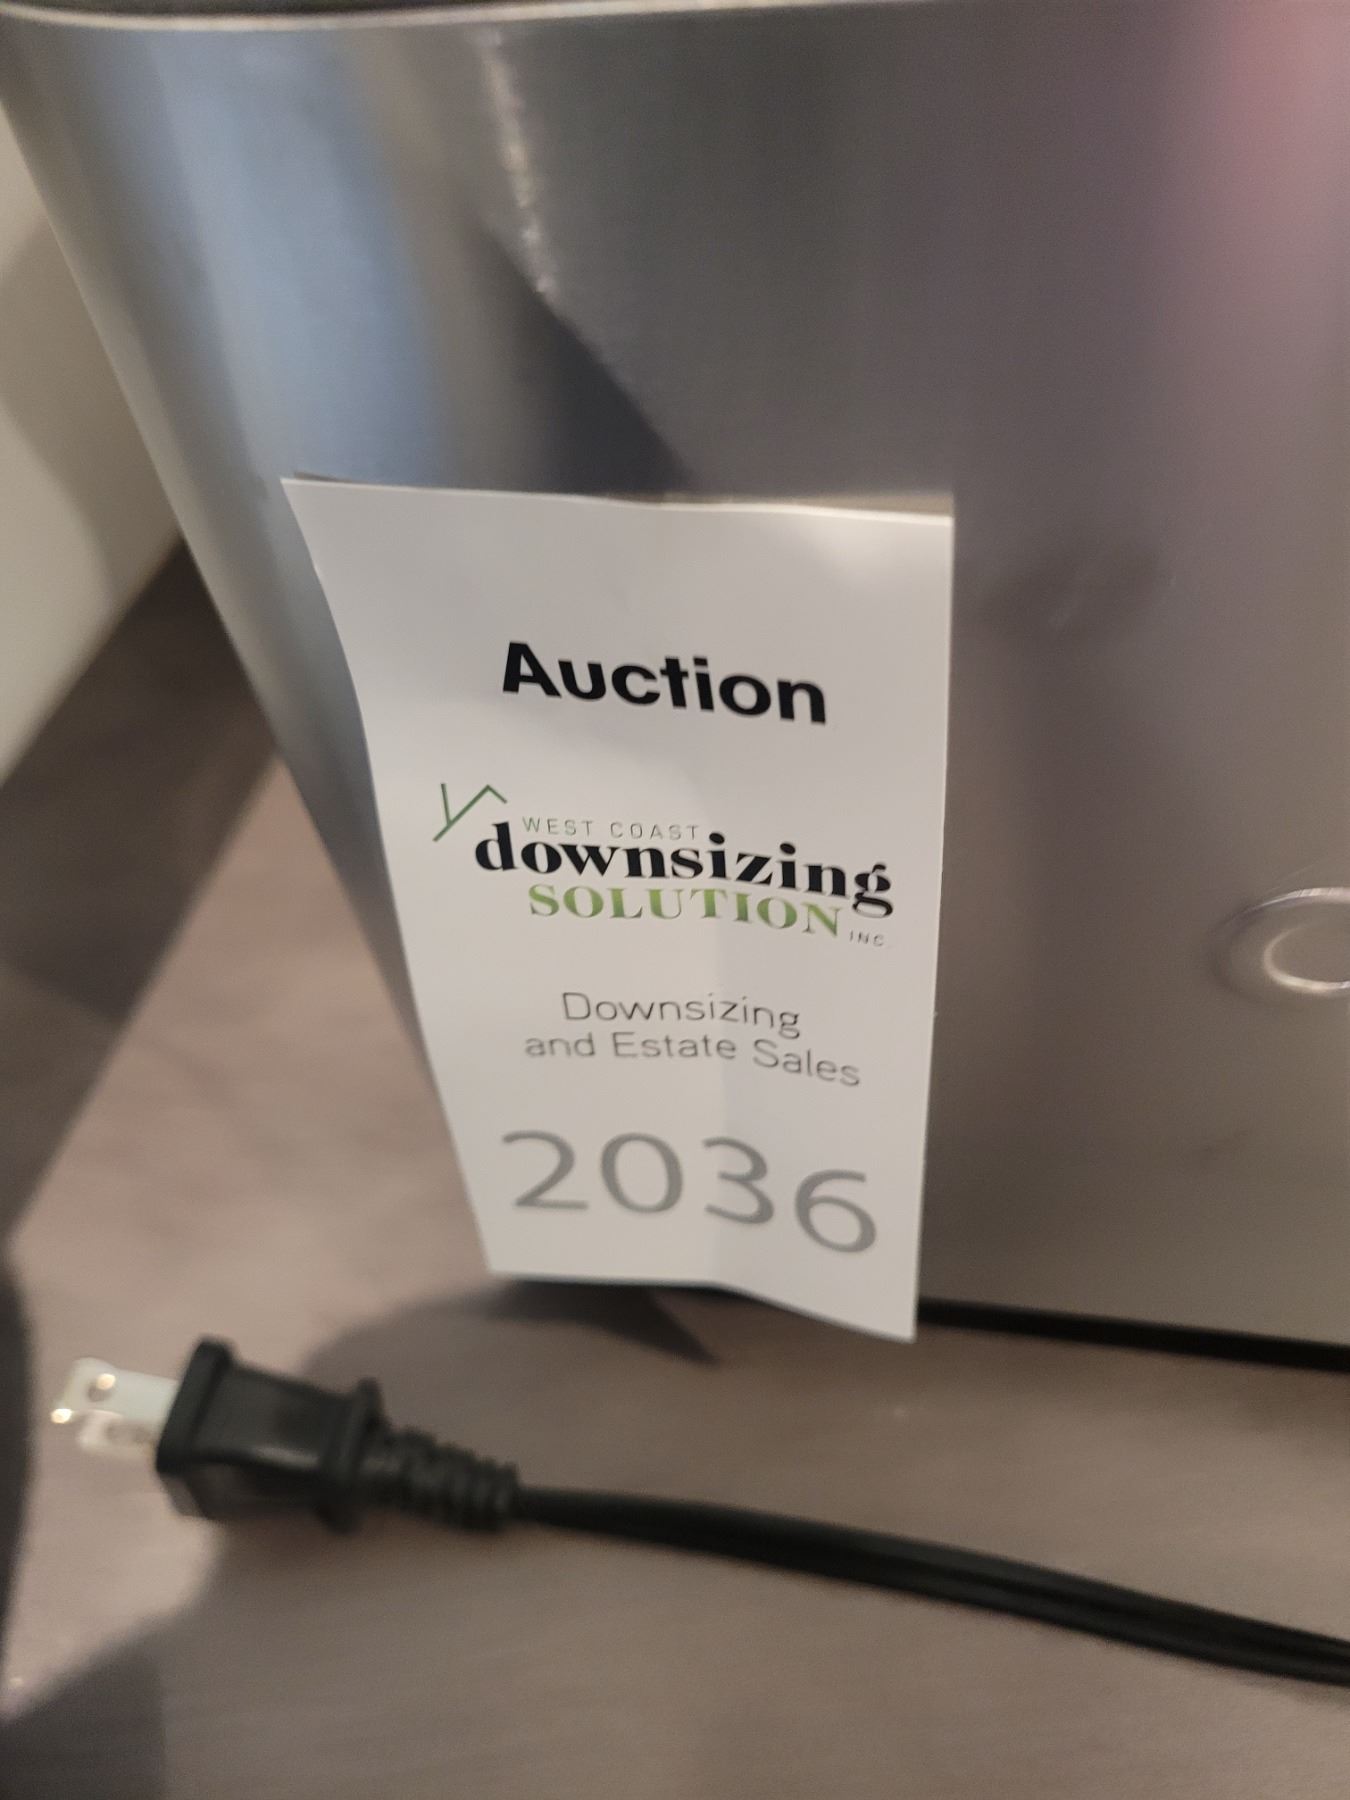 Auction
WEST COAST
downsizing
SOLUTION INC
Downsizing
and Estate Sales
2036